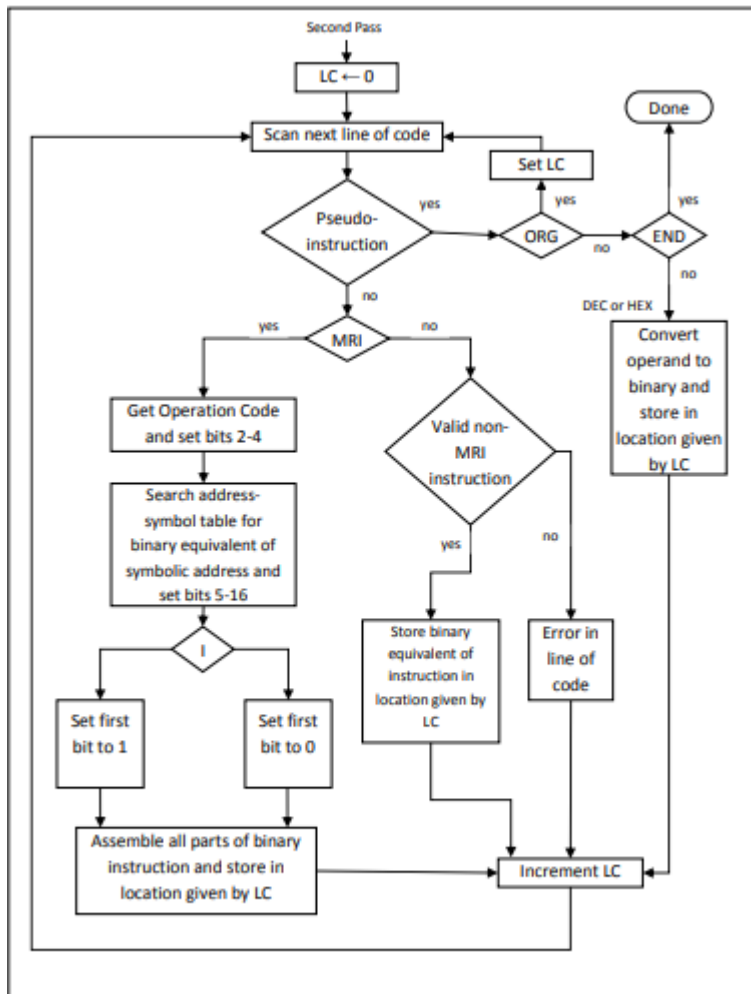 Second Pass
LC ← 0
Done
Scan next line of code
Set LC
yes
yes
Pseudo-
instruction
yes
ORG
no
END
no
no
DEC or HEX
yes
MRI
no
Convert
operand to
binary and
store in
location given
by LC
Get Operation Code
and set bits 2-4
Valid non-
MRI
instruction
Search address-
symbol table for
binary equivalent of
symbolic address and
set bits 5-16
yes
no
I
Store binary
equivalent of
instruction in
location given by
LC
Error in
line of
code
Set first
bit to 1
Set first
bit to 0
Assemble all parts of binary
instruction and store in
location given by LC
Increment LC